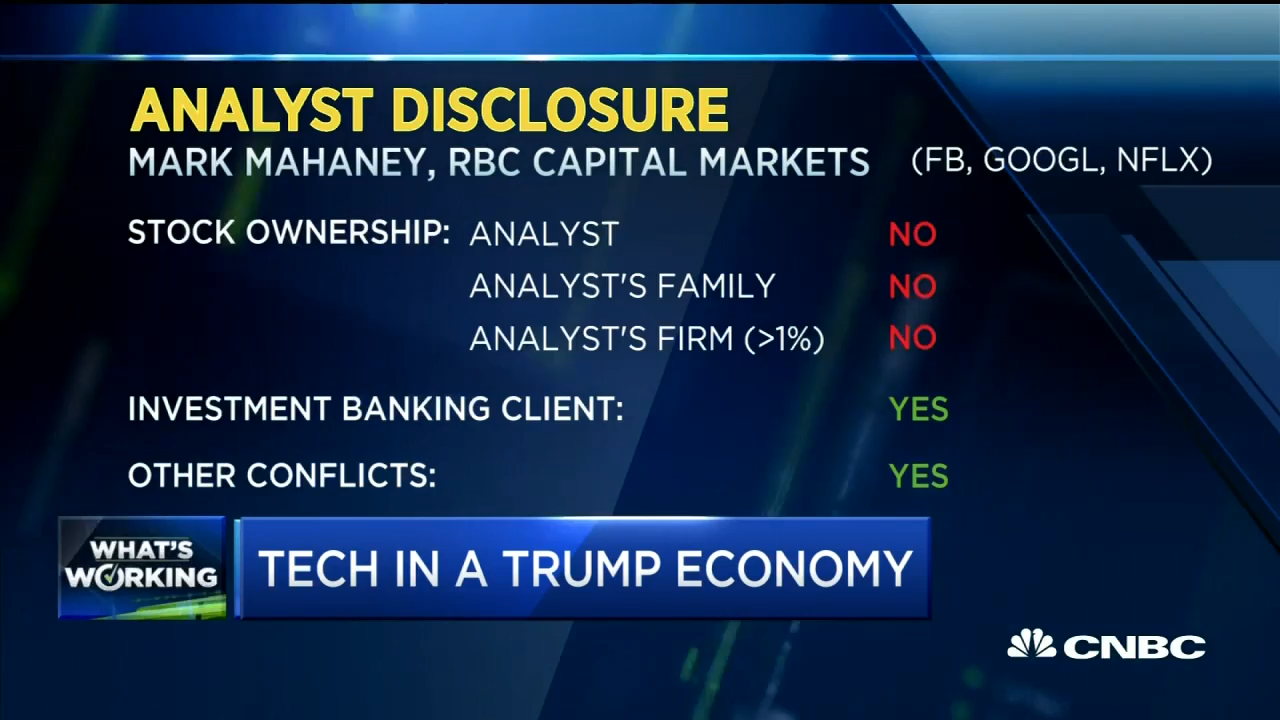 ANALYST DISCLOSURE
MARK MAHANEY, RBC CAPITAL MARKETS (FB, GOOGL, NFLX)
STOCK OWNERSHIP: ANALYST NO
ANALYST'S FAMILY NO
ANALYST'S FIRM (>1%) NO
INVESTMENT BANKING CLIENT: YES
OTHER CONFLICTS: YES
WHAT'S
WORKING
TECH IN A TRUMP ECONOMY
CNBC